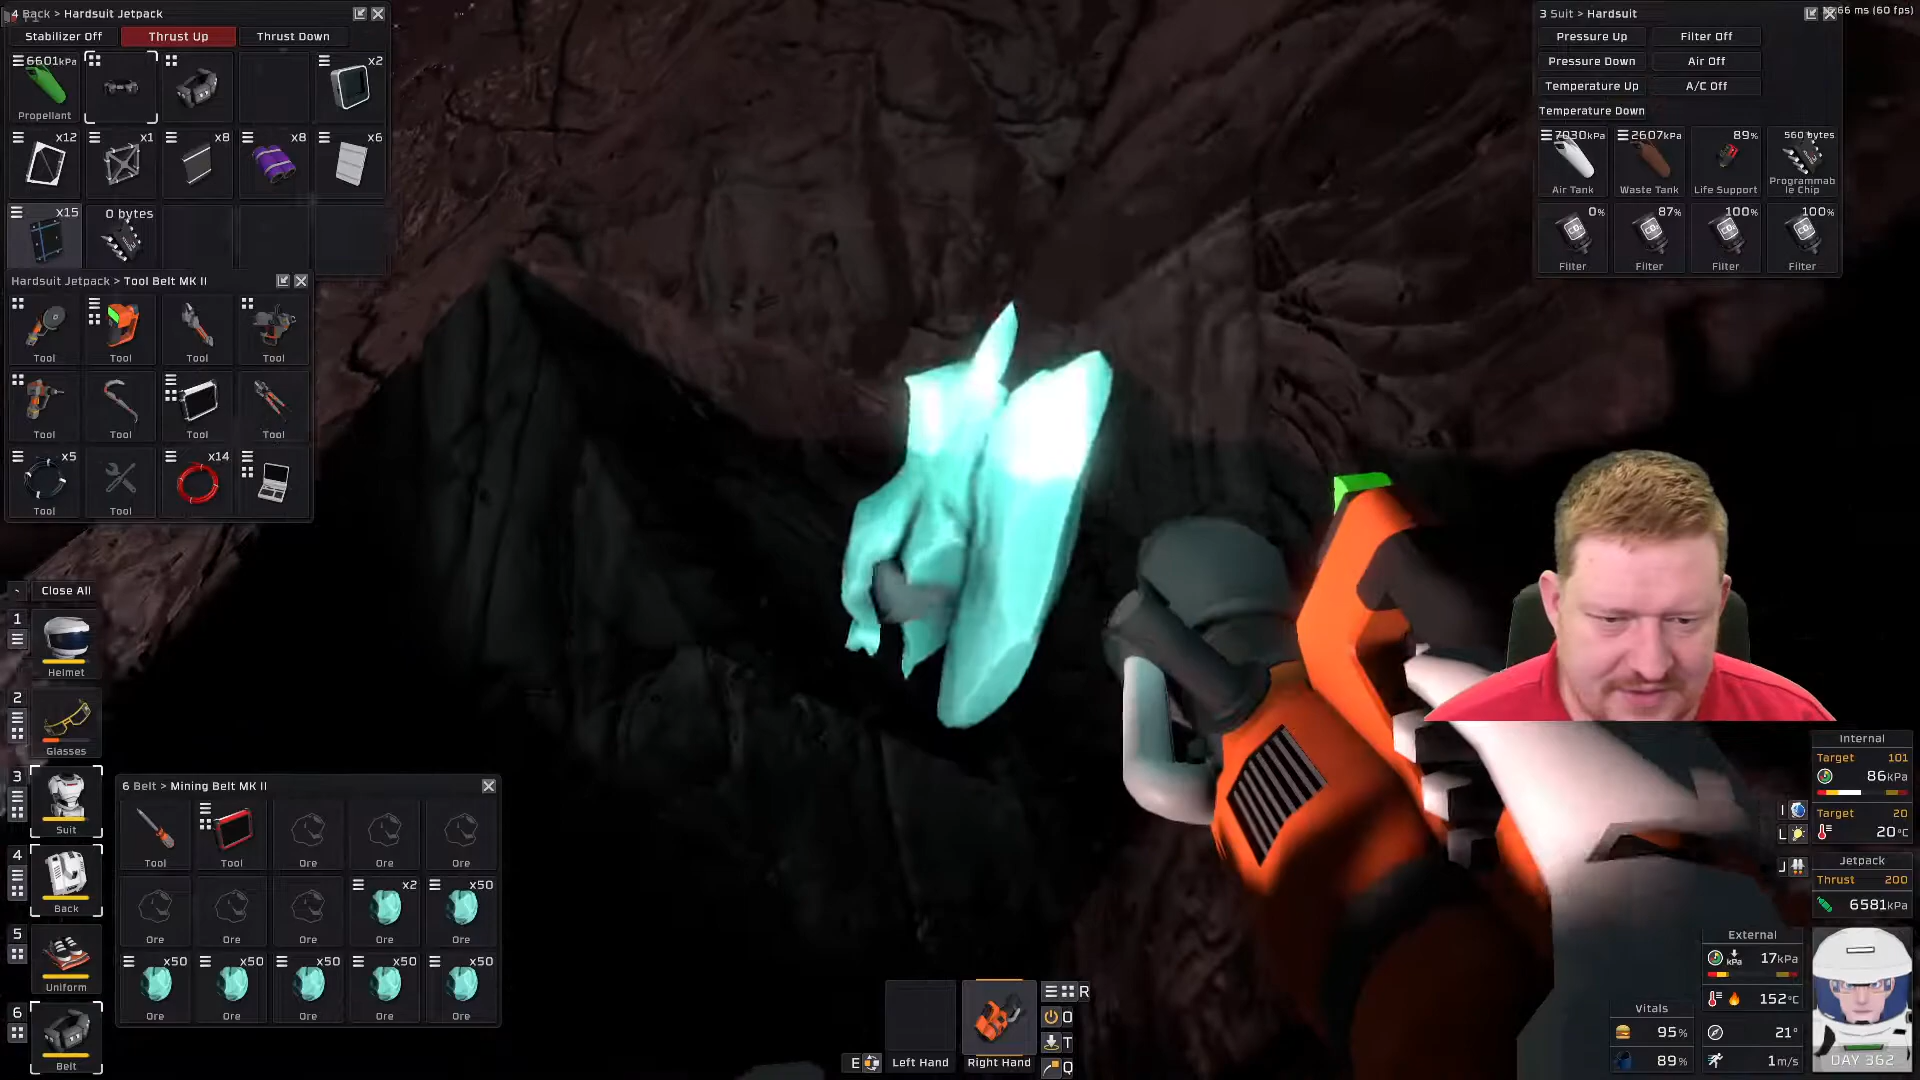 4 Back > Hardsuit Jetpack
Stabilizer Off Thrust Up Thrust Down
6601kPa x2
Propellant
x12 x1 x8 x8 x6
x15 0 bytes
Hardsuit Jetpack > Tool Belt MK II
Tool Tool Tool Tool
Tool Tool Tool Tool
x5 x14
Tool Tool Tool
~ Close All
1
Helmet
2
Glasses
3
Suit
4
Back
5
Uniform
6
Belt
6 Belt > Mining Belt MK II
Tool Tool Ore Ore Ore
x2 x50
Ore Ore Ore Ore Ore
x50 x50 x50 x50 x50
Ore Ore Ore Ore Ore
E Left Hand Right Hand
R
O
T
Q
3 Suit > Hardsuit
.66 ms (60 fps)
Pressure Up Filter Off
Pressure Down Air Off
Temperature Up A/C Off
Temperature Down
7030kPa 2607kPa 89% 560 bytes
Air Tank Waste Tank Life Support Programmab
le Chip
0% 87% 100% 100%
Filter Filter Filter Filter
Internal
Target 101
86kPa
Target 20
20°C
I
L
J
Jetpack
Thrust 200
6581kPa
External
kPa 17kPa
152°C
21°
1m/s
Vitals
95%
89%
DAY 362